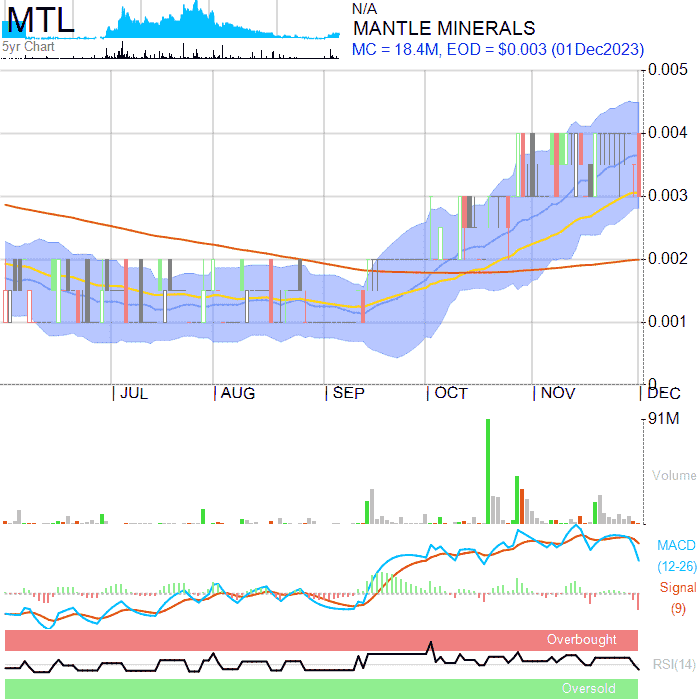 MTL
5yr Chart
N/A
MANTLE MINERALS
MC = 18.4M, EOD = $0.003 (01Dec2023)
0.005
0.004
0.003
0.002
0.001
0
JUL AUG SEP OCT NOV DEC
91M
Volume
MACD
(12-26)
Signal
(9)
Overbought
RSI(14)
Oversold